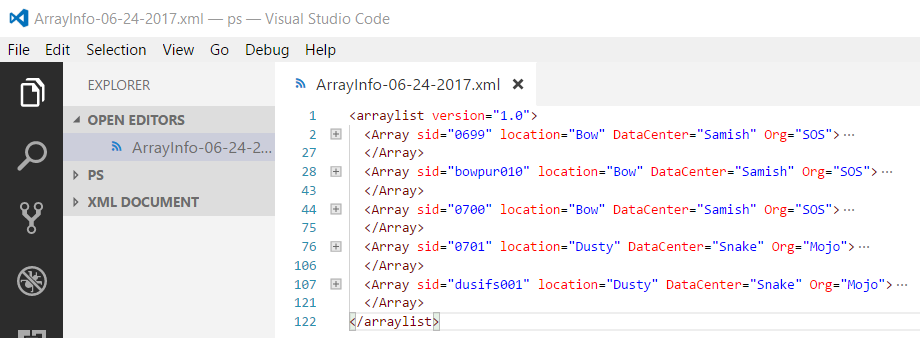 ArrayInfo-06-24-2017.xml — ps — Visual Studio Code
File Edit Selection View Go Debug Help
EXPLORER
OPEN EDITORS
ArrayInfo-06-24-2...
PS
XML DOCUMENT
ArrayInfo-06-24-2017.xml
1 <arraylist version="1.0">
2 <Array sid="0699" location="Bow" DataCenter="Samish" Org="SOS">...
27 </Array>
28 <Array sid="bowpur010" location="Bow" DataCenter="Samish" Org="SOS">...
43 </Array>
44 <Array sid="0700" location="Bow" DataCenter="Samish" Org="SOS">...
75 </Array>
76 <Array sid="0701" location="Dusty" DataCenter="Snake" Org="Mojo">...
106 </Array>
107 <Array sid="dusifs001" location="Dusty" DataCenter="Snake" Org="Mojo">...
121 </Array>
122 </arraylist>